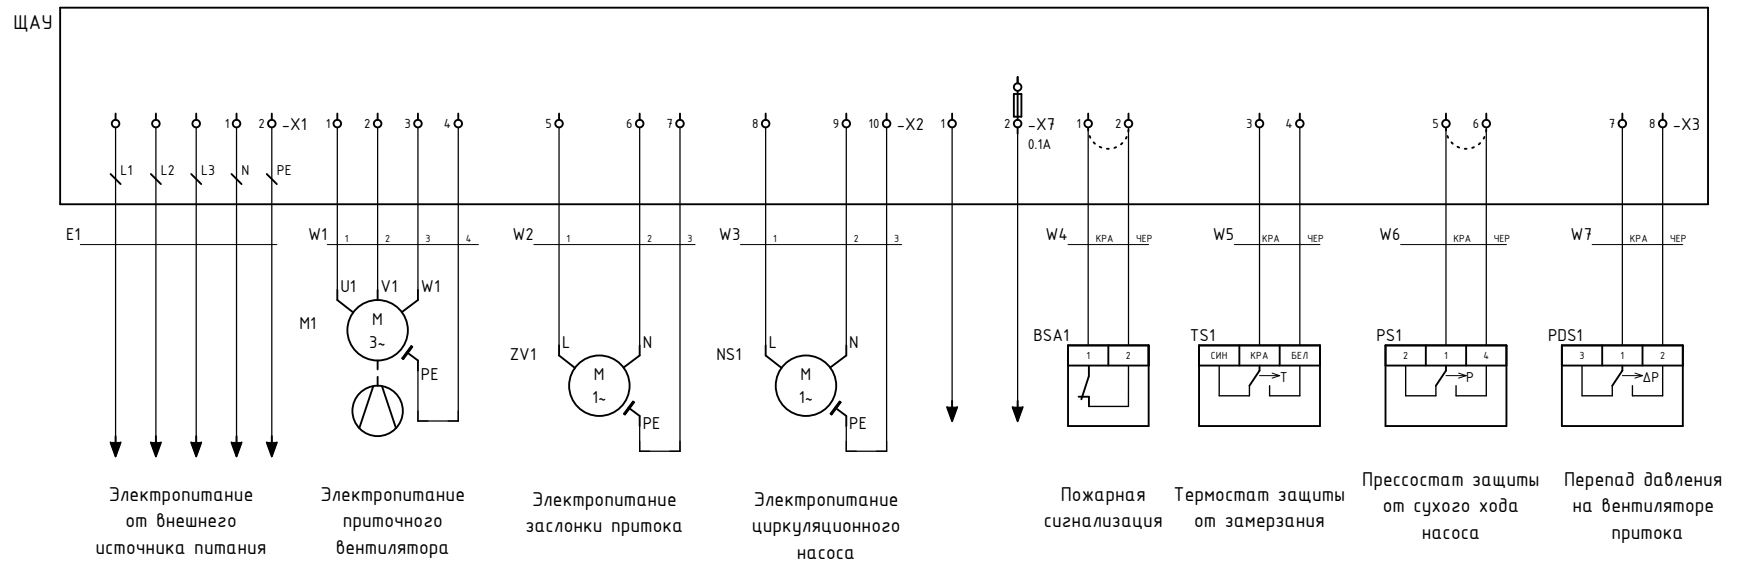 ЩАУ
1 2 -X1 1 2 3 4 5 6 7 8 9 10 -X2 1 2 -X7 1 2 3 4 5 6 7 8 -X3
0.1А
L1 L2 L3 N PE
E1 W1 1 2 3 4 W2 1 2 3 W3 1 2 3 W4 КРА ЧЕР W5 КРА ЧЕР W6 КРА ЧЕР W7 КРА ЧЕР
U1 V1 W1
M1
M
3~
PE
ZV1
L N
M
1~
PE
NS1
L N
M
1~
PE
BSA1
1 2
TS1
СИН КРА БЕЛ
T
PS1
2 1 4
P
PDS1
3 1 2
ΔP
Электропитание
от внешнего
источника питания
Электропитание
приточного
вентилятора
Электропитание
заслонки притока
Электропитание
циркуляционного
насоса
Пожарная
сигнализация
Термостат защиты
от замерзания
Прессостат защиты
от сухого хода
насоса
Перепад давления
на вентиляторе
притока